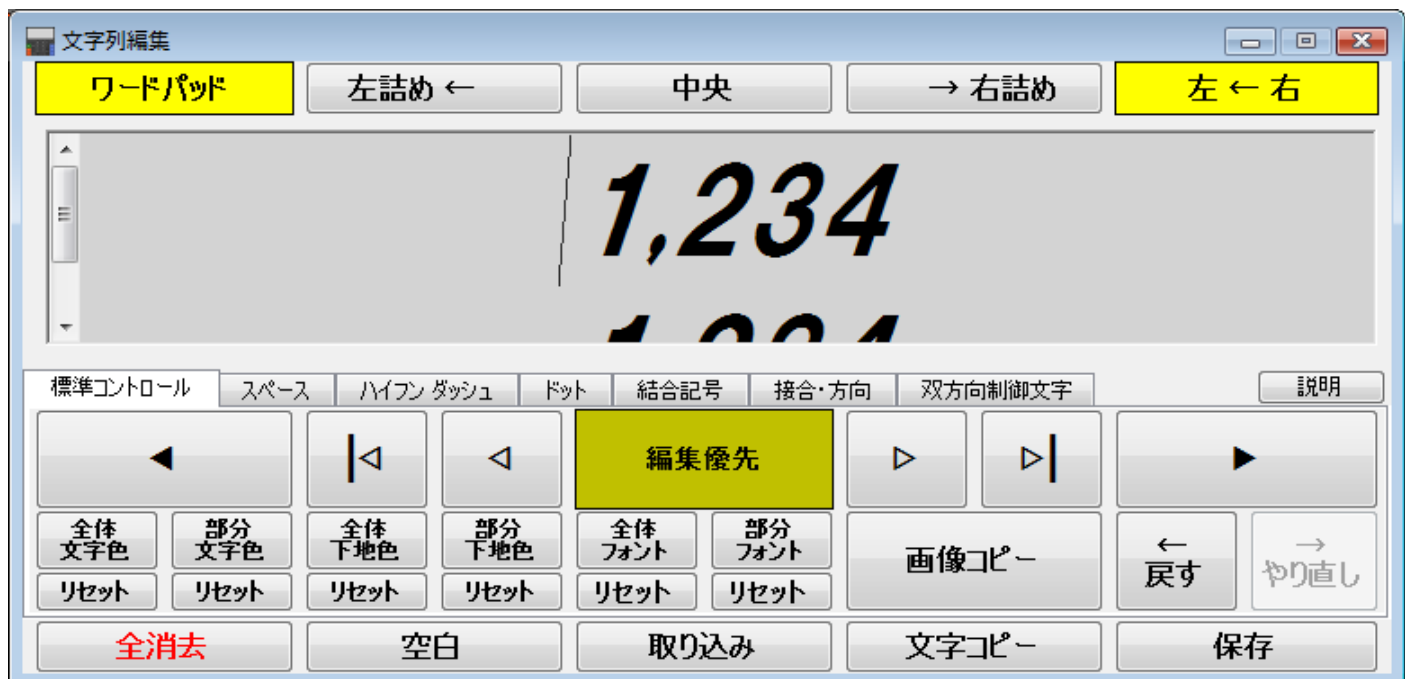 文字列編集
ワードパッド 左詰め ← 中央 → 右詰め 左 ← 右
1,234
標準コントロール スペース ハイフン ダッシュ ドット 結合記号 接合・方向 双方向制御文字 説明
◀ |◁ ◁ 編集優先 ▷ ▷| ▶
全体 文字色 部分 文字色 全体 下地色 部分 下地色 全体 フォント 部分 フォント 画像コピー ← 戻す → やり直し
リセット リセット リセット リセット リセット リセット
全消去 空白 取り込み 文字コピー 保存